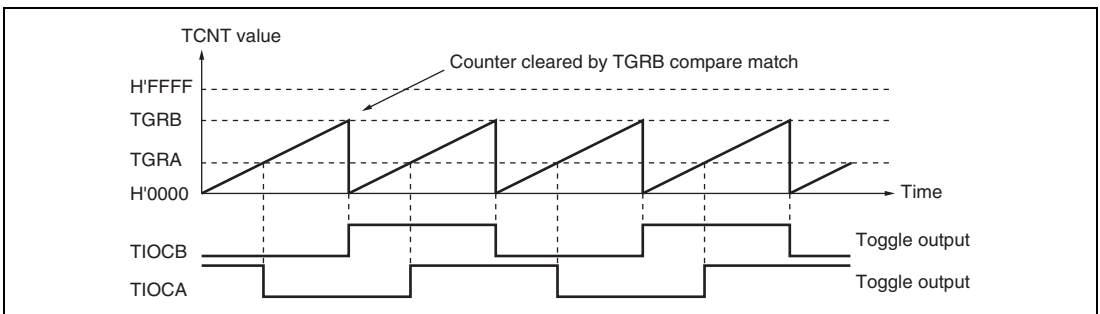 TCNT value
Counter cleared by TGRB compare match
H'FFFF
TGRB
TGRA
H'0000
Time
TIOCB
Toggle output
TIOCA
Toggle output